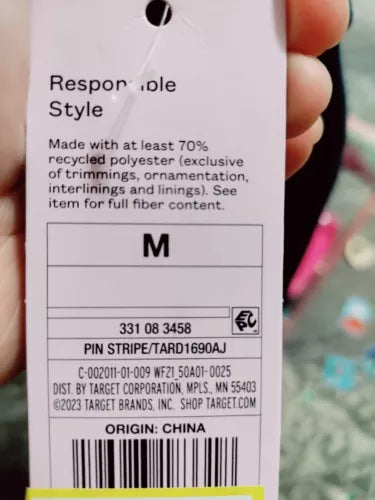 Responsible
Style
Made with at least 70%
recycled polyester (exclusive
of trimmings, ornamentation,
interlinings and linings). See
item for full fiber content.
M
331 08 3458
PIN STRIPE/TARD1690AJ
C-002011-01-009 WF21_50A01-0025
DIST. BY TARGET CORPORATION, MPLS., MN 55403
©2023 TARGET BRANDS, INC. SHOP TARGET.COM
ORIGIN: CHINA